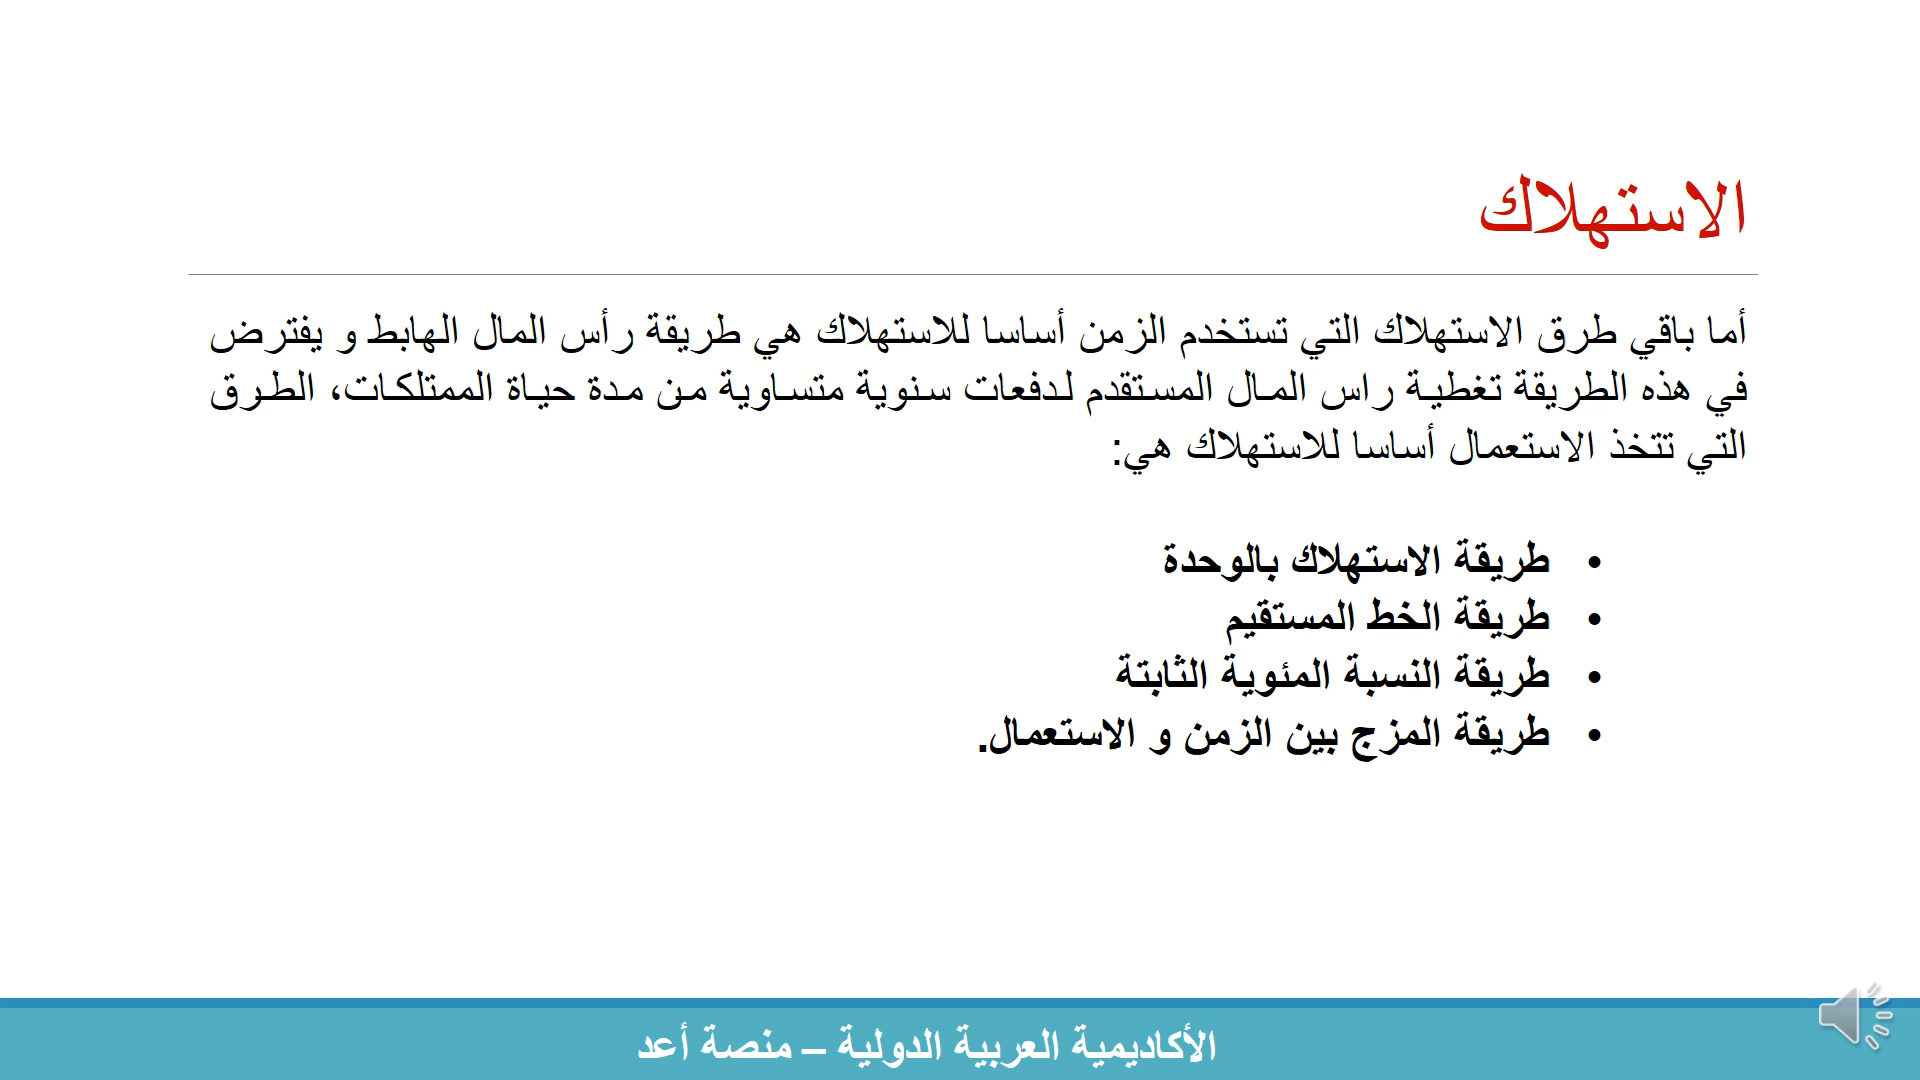 الاستهلاك
أما باقي طرق الاستهلاك التي تستخدم الزمن أساسا للاستهلاك هي طريقة رأس المال الهابط و يفترض
في هذه الطريقة تغطية راس المال المستقدم لدفعات سنوية متساوية من مدة حياة الممتلكات، الطرق
التي تتخذ الاستعمال أساسا للاستهلاك هي:
• طريقة الاستهلاك بالوحدة
• طريقة الخط المستقيم
• طريقة النسبة المئوية الثابتة
• طريقة المزج بين الزمن و الاستعمال.
الأكاديمية العربية الدولية – منصة أعد